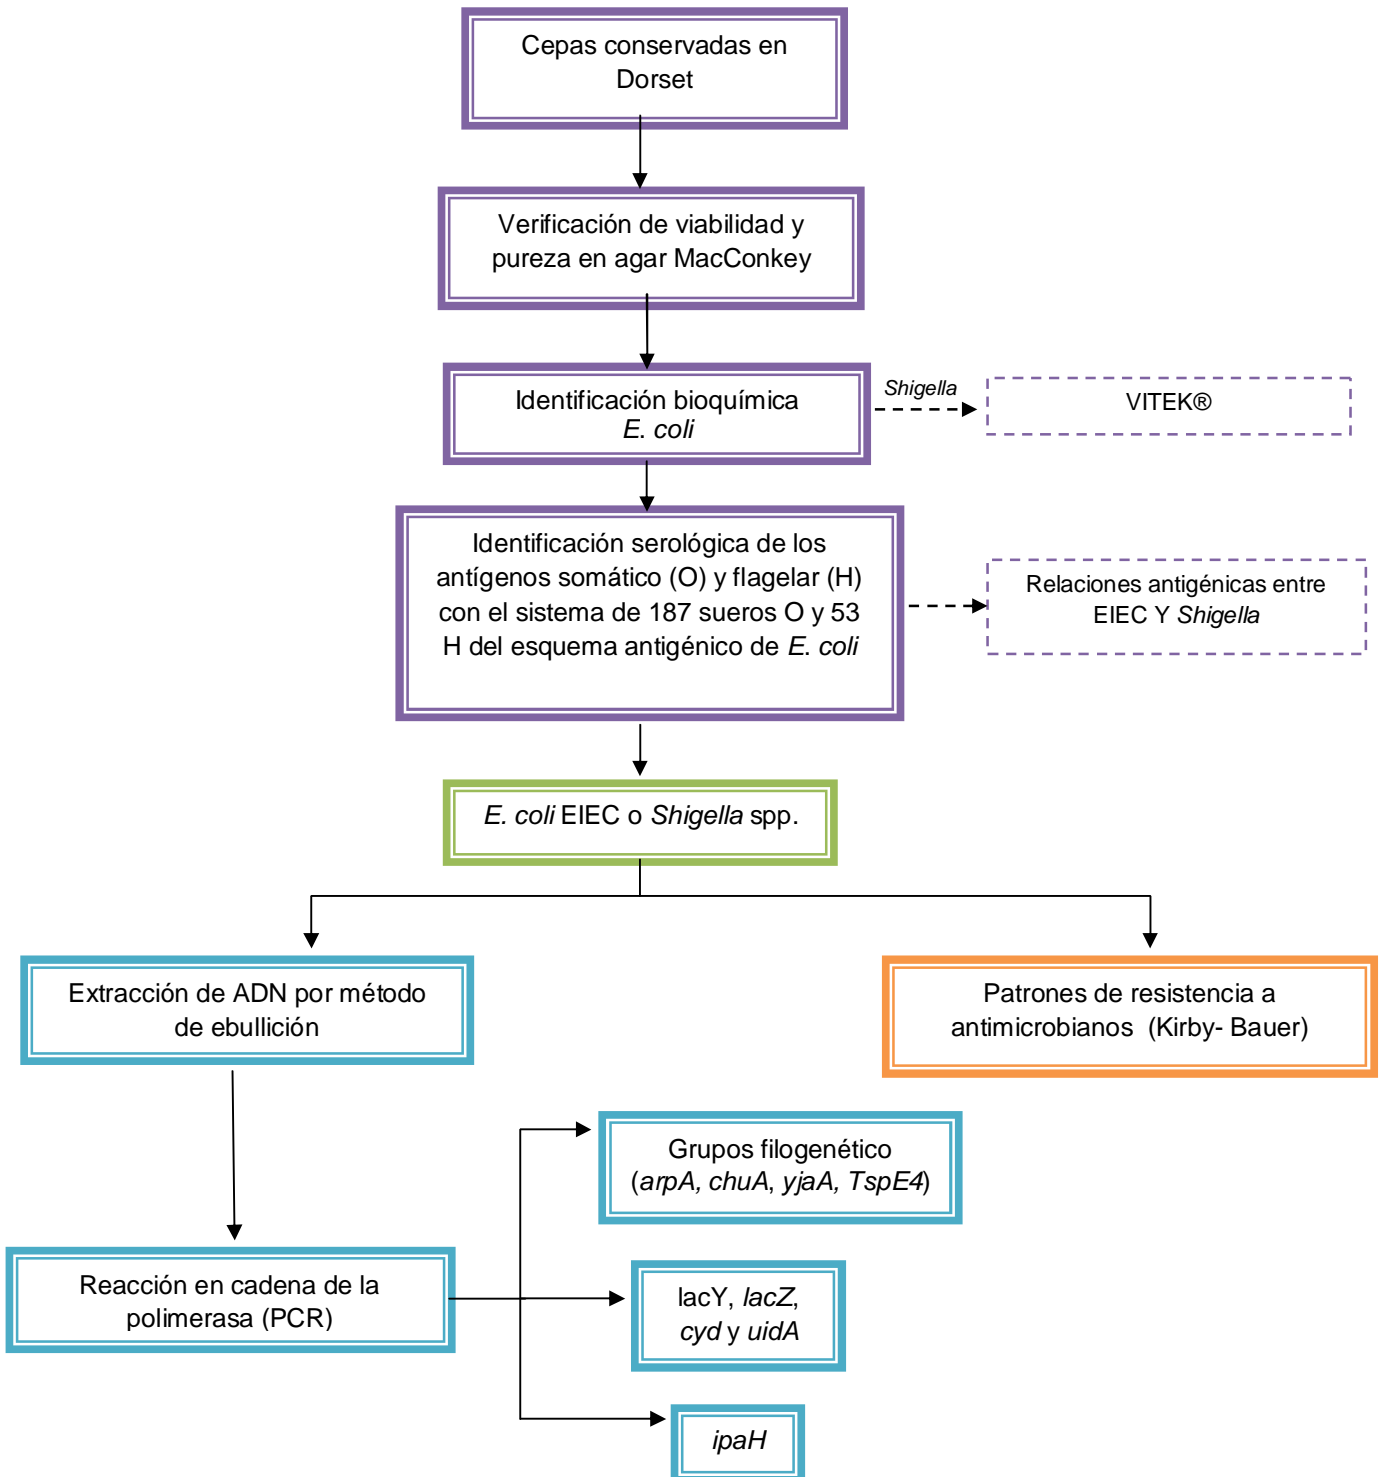 Cepas conservadas en
Dorset
Verificación de viabilidad y
pureza en agar MacConkey
Identificación bioquímica
E. coli
Shigella
VITEK®
Identificación serológica de los
antígenos somático (O) y flagelar (H)
con el sistema de 187 sueros O y 53
H del esquema antigénico de E. coli
Relaciones antigénicas entre
EIEC Y Shigella
E. coli EIEC o Shigella spp.
Extracción de ADN por método
de ebullición
Patrones de resistencia a
antimicrobianos (Kirby- Bauer)
Grupos filogenético
(arpA, chuA, yjaA, TspE4)
Reacción en cadena de la
polimerasa (PCR)
lacY, lacZ,
cyd y uidA
ipaH